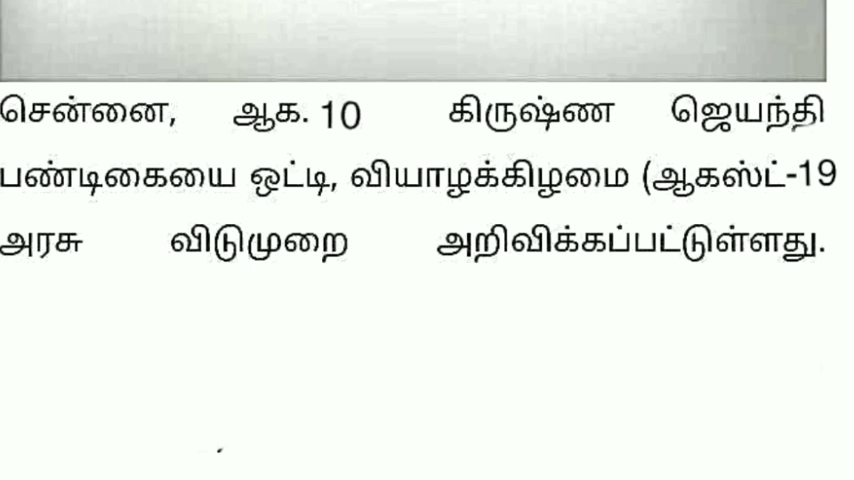 சென்னை, ஆக. 10 கிருஷ்ண ஜெயந்தி
பண்டிகையை ஒட்டி, வியாழக்கிழமை (ஆகஸ்ட்-19
அரசு விடுமுறை அறிவிக்கப்பட்டுள்ளது.